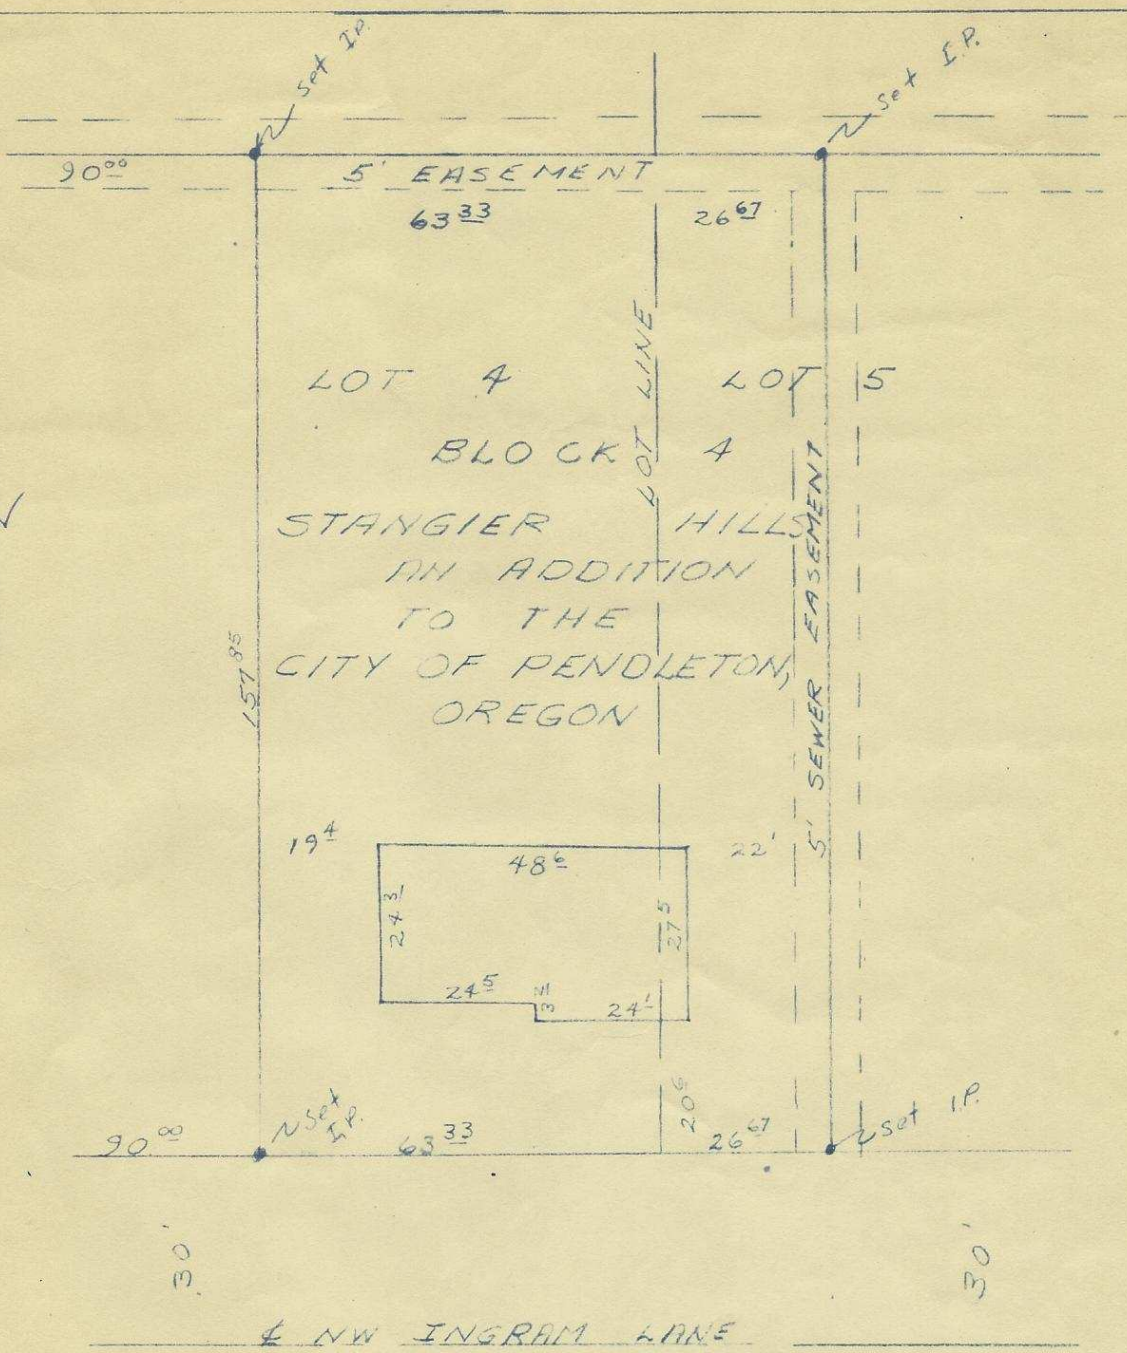 Set I.P.
Set I.P.
90 00
5' EASEMENT
63 33
26 67
LOT LINE
LOT 4
LOT 5
BLOCK 4
STANGIER HILLS
AN ADDITION
TO THE
CITY OF PENDLETON,
OREGON
157 85
5' SEWER EASEMENT
19 4
48 6
22'
24 3
27 5
24 5
24 1
20 6
Set I.P.
Set I.P.
90 00
63 33
26 67
30'
30'
℄ NW INGRAM LANE